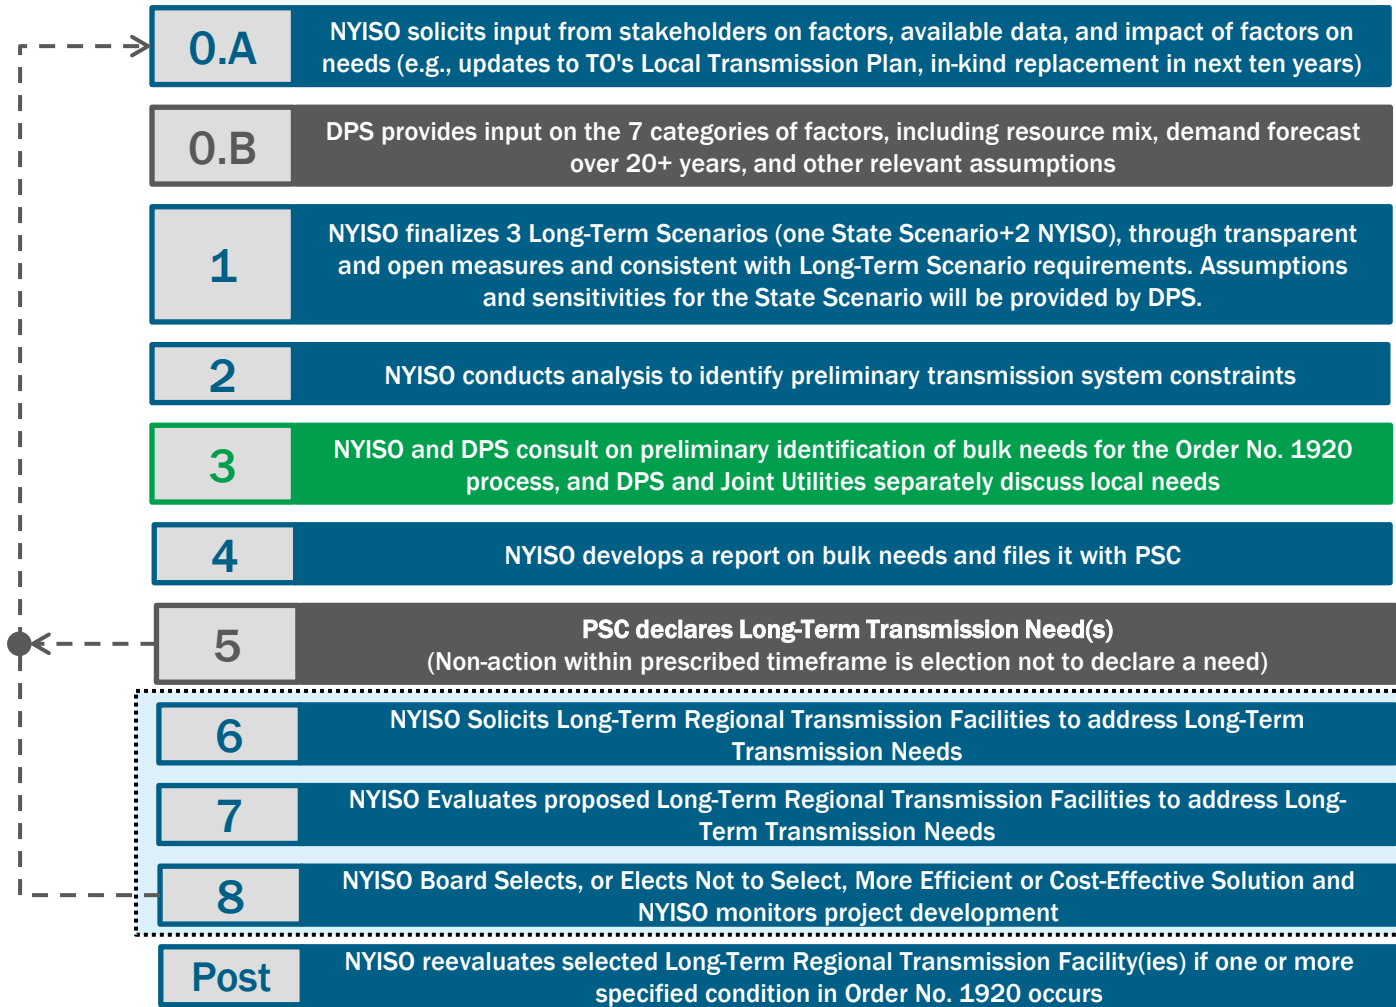 0.A
NYISO solicits input from stakeholders on factors, available data, and impact of factors on
needs (e.g., updates to TO's Local Transmission Plan, in-kind replacement in next ten years)
0.B
DPS provides input on the 7 categories of factors, including resource mix, demand forecast
over 20+ years, and other relevant assumptions
1
NYISO finalizes 3 Long-Term Scenarios (one State Scenario+2 NYISO), through transparent
and open measures and consistent with Long-Term Scenario requirements. Assumptions
and sensitivities for the State Scenario will be provided by DPS.
2
NYISO conducts analysis to identify preliminary transmission system constraints
3
NYISO and DPS consult on preliminary identification of bulk needs for the Order No. 1920
process, and DPS and Joint Utilities separately discuss local needs
4
NYISO develops a report on bulk needs and files it with PSC
5
PSC declares Long-Term Transmission Need(s)
(Non-action within prescribed timeframe is election not to declare a need)
6
NYISO Solicits Long-Term Regional Transmission Facilities to address Long-Term
Transmission Needs
7
NYISO Evaluates proposed Long-Term Regional Transmission Facilities to address Long-
Term Transmission Needs
8
NYISO Board Selects, or Elects Not to Select, More Efficient or Cost-Effective Solution and
NYISO monitors project development
Post
NYISO reevaluates selected Long-Term Regional Transmission Facility(ies) if one or more
specified condition in Order No. 1920 occurs